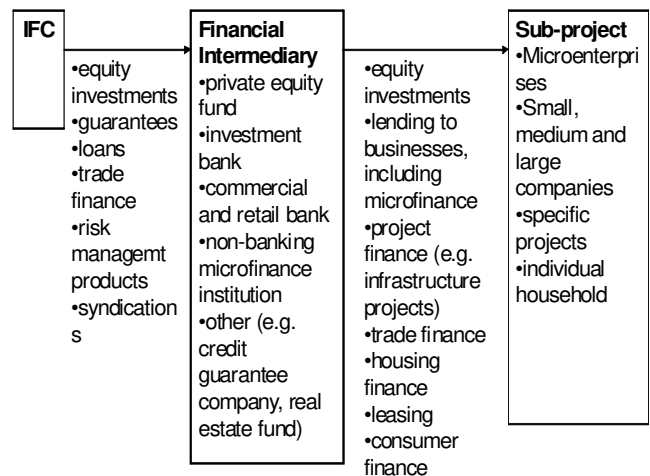 IFC
•equity
investments
•guarantees
•loans
•trade
finance
•risk
managemt
products
•syndication
s
Financial
Intermediary
•private equity
fund
•investment
bank
•commercial
and retail bank
•non-banking
microfinance
institution
•other (e.g.
credit
guarantee
company, real
estate fund)
•equity
investments
•lending to
businesses,
including
microfinance
•project
finance (e.g.
infrastructure
projects)
•trade finance
•housing
finance
•leasing
•consumer
finance
Sub-project
•Microenterpri
ses
•Small,
medium and
large
companies
•specific
projects
•individual
household